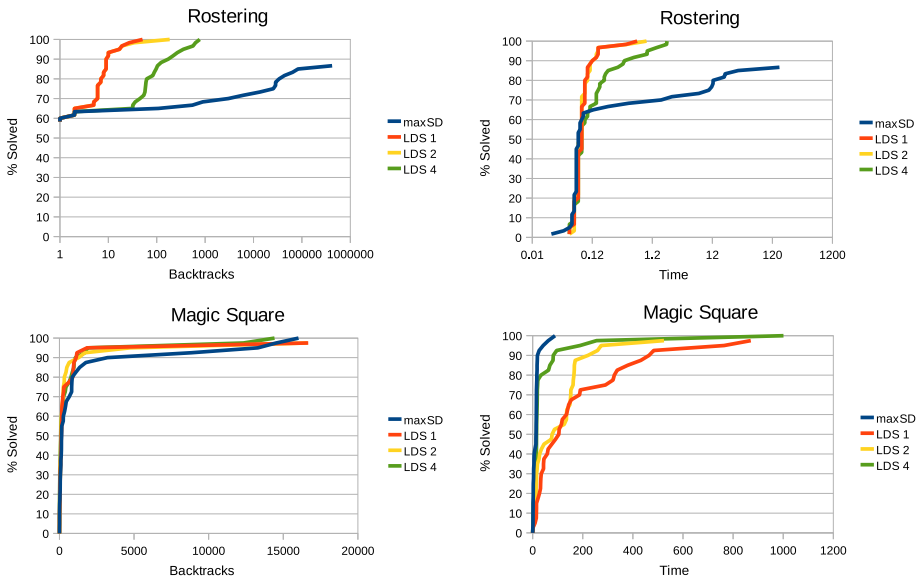 Rostering
% Solved
100
90
80
70
60
50
40
30
20
10
0
1 10 100 1000 10000 100000 1000000
Backtracks
maxSD
LDS 1
LDS 2
LDS 4
Rostering
% Solved
100
90
80
70
60
50
40
30
20
10
0
0.01 0.12 1.2 12 120 1200
Time
maxSD
LDS 1
LDS 2
LDS 4
Magic Square
% Solved
100
90
80
70
60
50
40
30
20
10
0
0 5000 10000 15000 20000
Backtracks
maxSD
LDS 1
LDS 2
LDS 4
Magic Square
% Solved
100
90
80
70
60
50
40
30
20
10
0
0 200 400 600 800 1000 1200
Time
maxSD
LDS 1
LDS 2
LDS 4